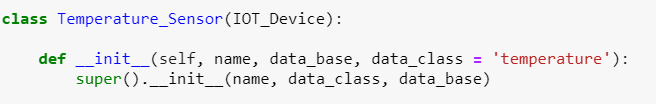 class Temperature_Sensor(IOT_Device):
def __init__(self, name, data_base, data_class = 'temperature'):
super().__init__(name, data_class, data_base)